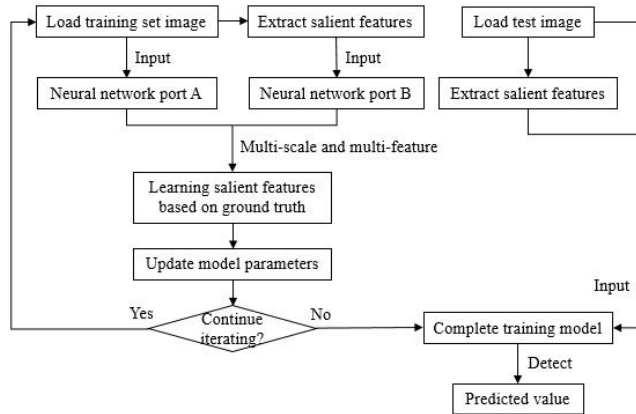 Load training set image
Extract salient features
Load test image
Input
Input
Neural network port A
Neural network port B
Extract salient features
Multi-scale and multi-feature
Learning salient features
based on ground truth
Update model parameters
Yes
Continue
iterating?
No
Input
Complete training model
Detect
Predicted value